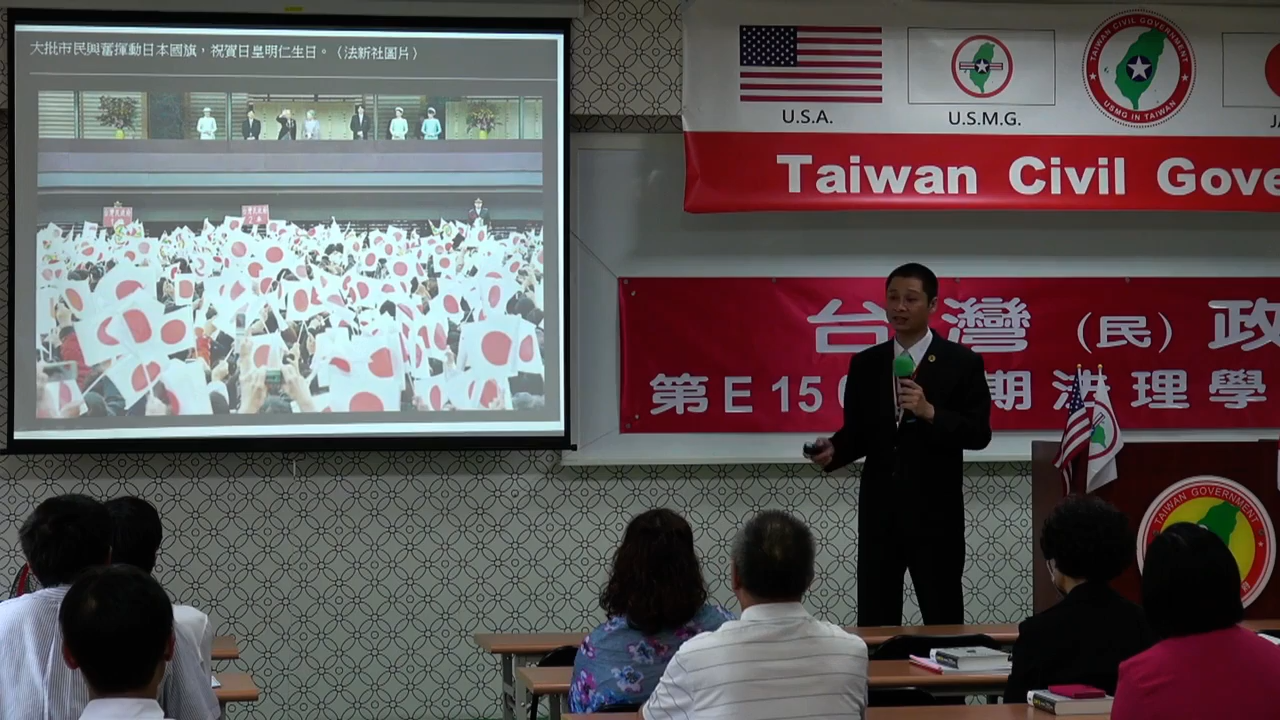 大批市民興奮揮動日本國旗，祝賀日皇明仁生日。（法新社圖片）
U.S.A.
U.S.M.G.
TAIWAN CIVIL GOVERNMENT
USMG IN TAIWAN
Taiwan Civil Gove
台灣（民）政
第E15
期法理學
TAIWAN GOVERNMENT